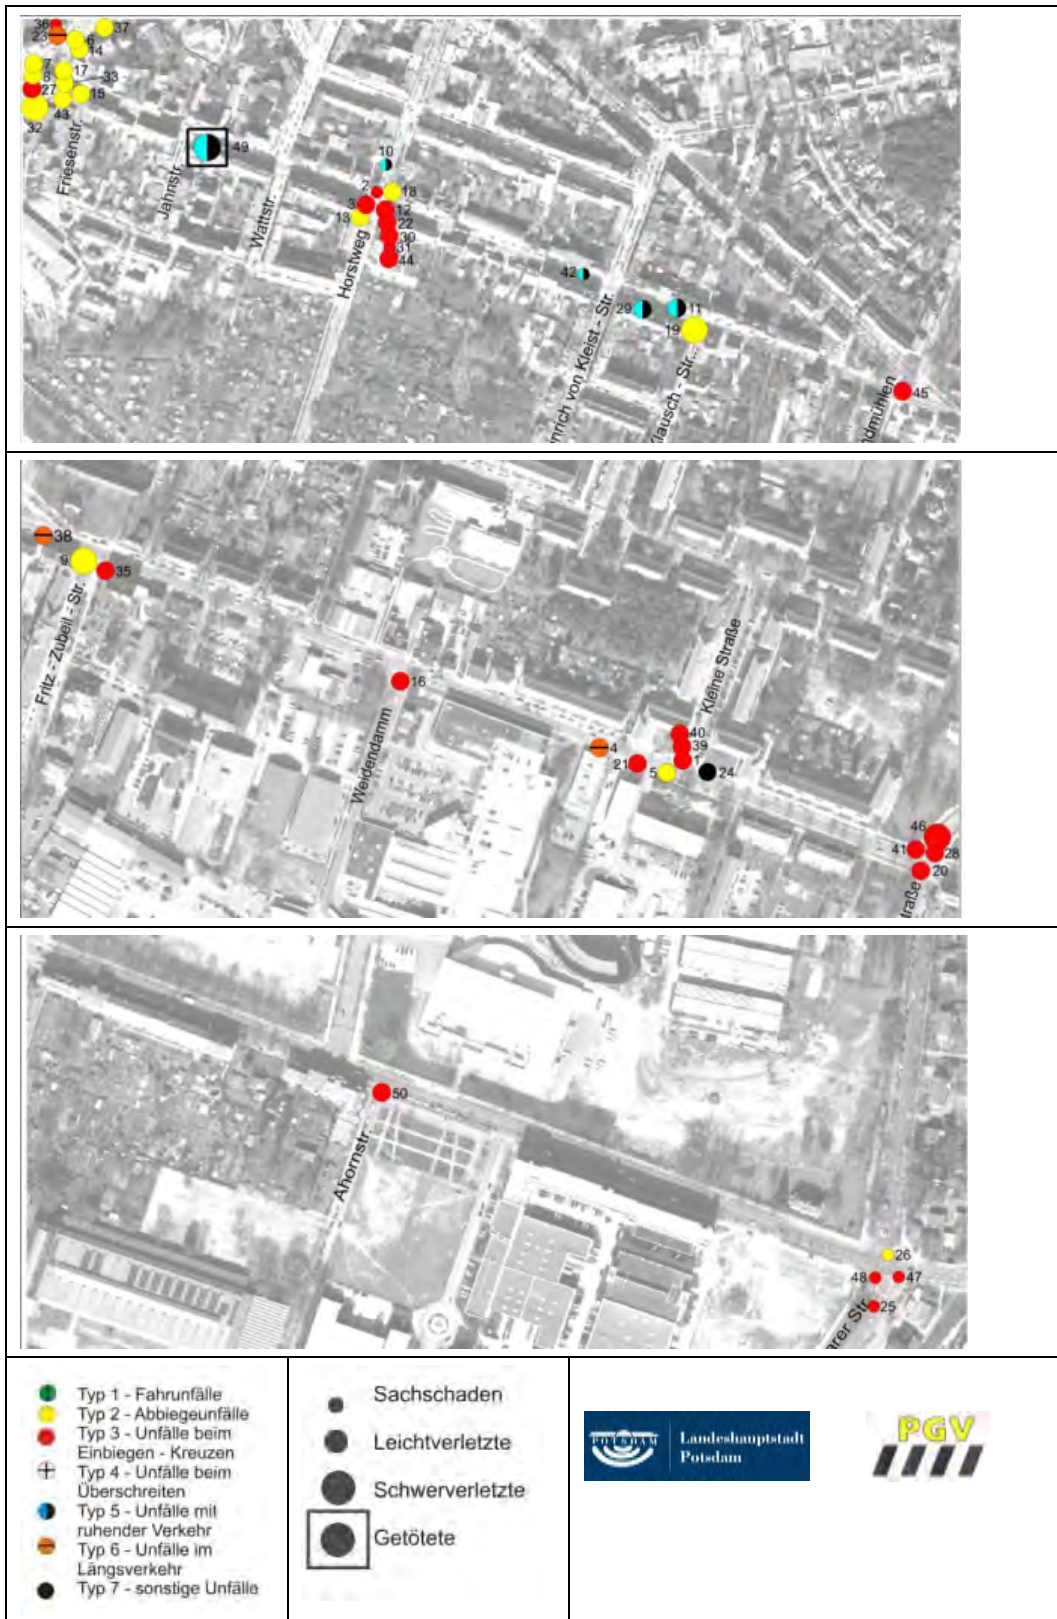 36
37
23
6
14
7
17
8
33
27
15
43
32
Friesenstr.
Jahnstr.
49
Wattstr.
10
2
18
3
12
13
22
30
31
44
Horstweg
42
29
11
19
nrich von Kleist - Str.
Klausch - Str...
ndmühlen
45
38
9
35
Fritz - Zubeil - Str.
16
Weidendamm
Kleine Straße
40
39
4
1
21
5
24
46
41
28
20
traße
50
Ahornstr.
26
48
47
25
arer Str.
Typ 1 - Fahrunfälle
Typ 2 - Abbiegeunfälle
Typ 3 - Unfälle beim
Einbiegen - Kreuzen
Typ 4 - Unfälle beim
Überschreiten
Typ 5 - Unfälle mit
ruhender Verkehr
Typ 6 - Unfälle im
Längsverkehr
Typ 7 - sonstige Unfälle
Sachschaden
Leichtverletzte
Schwerverletzte
Getötete
POTSDAM
Landeshauptstadt
Potsdam
PGV